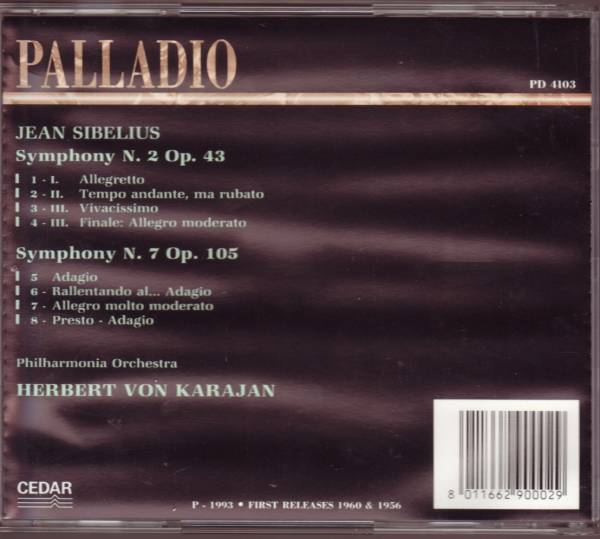 PALLADIO
PD 4103
JEAN SIBELIUS
Symphony N. 2 Op. 43
1 - I. Allegretto
2 - II. Tempo andante, ma rubato
3 - III. Vivacissimo
4 - III. Finale: Allegro moderato
Symphony N. 7 Op. 105
5 Adagio
6 - Rallentando al... Adagio
7 - Allegro molto moderato
8 - Presto - Adagio
Philharmonia Orchestra
HERBERT VON KARAJAN
8 011662 900029
CEDAR
P - 1993 • FIRST RELEASES 1960 & 1956